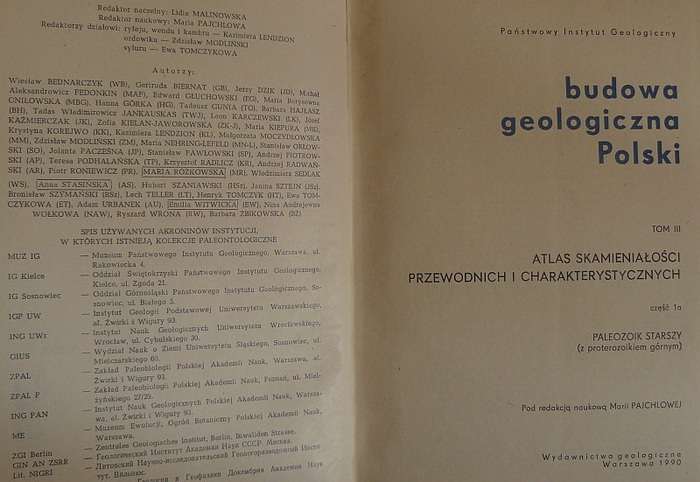 Redaktor naczelny: Lidia MALINOWSKA
Redaktor naukowy: Maria PAJCHLOWA
Redaktorzy działowi: ryfeju, wendu i kambru — Kazimiera LENDZION
ordowiku — Zdzisław MODLIŃSKI
syluru — Ewa TOMCZYKOWA
Autorzy:
Wiesław BEDNARCZYK (WB), Gertruda BIERNAT (GB), Jerzy DZIK (JD), Michał
Aleksandrowicz FEDONKIN (MAF), Edward GŁUCHOWSKI (EG), Maria Borysowna
GNIŁOWSKA (MBG), Hanna GÓRKA (HG), Tadeusz GUNIA (TG), Barbara HAJŁASZ
(BH), Tadas Władimirowicz JANKAUSKAS (TWJ), Leon KARCZEWSKI (LK), Józef
KAŹMIERCZAK (JK), Zofia KIELAN-JAWOROWSKA (ZK-J), Maria KIEPURA (MK),
Krystyna KOREJWO (KK), Kazimiera LENDZION (KL), Małgorzata MOCZYDŁOWSKA
(MM), Zdzisław MODLIŃSKI (ZM), Maria NEHRING-LEFELD (MN-L), Stanisław ORŁOW-
SKI (SO), Jolanta PACZEŚNA (JP), Stanisław PAWŁOWSKI (SP), Andrzej PIOTROW-
SKI (AP), Teresa PODHALAŃSKA (TP), Krzysztof RADLICZ (KR), Andrzej RADWAŃ-
SKI (AR), Piotr RONIEWICZ (PR), MARIA RÓŻKOWSKA (MR), Włodzimierz SEDLAK
(WS), Anna STASIŃSKA (AS), Hubert SZANIAWSKI (HSz), Janina SZTEJN (JSz),
Bronisław SZYMAŃSKI (BSz), Lech TELLER (LT), Henryk TOMCZYK (HT), Ewa TOM-
CZYKOWA (ET), Adam URBANEK (AU), Emilia WITWICKA (EW), Nina Andrejewna
WOŁKOWA (NAW), Ryszard WRONA (RW), Barbara ŻBIKOWSKA (BŻ)
SPIS UŻYWANYCH AKRONIMÓW INSTYTUCJI,
W KTÓRYCH ISTNIEJĄ KOLEKCJE PALEONTOLOGICZNE
MUZ IG — Muzeum Państwowego Instytutu Geologicznego, Warszawa, ul.
Rakowiecka 4.
IG Kielce — Oddział Świętokrzyski Państwowego Instytutu Geologicznego,
Kielce, ul. Zgoda 21.
IG Sosnowiec — Oddział Górnośląski Państwowego Instytutu Geologicznego, So-
snowiec, ul. Białego 5.
IGP UW — Instytut Geologii Podstawowej Uniwersytetu Warszawskiego,
al. Żwirki i Wigury 93.
ING UWr — Instytut Nauk Geologicznych Uniwersytetu Wrocławskiego,
Wrocław, ul. Cybulskiego 30.
GIUS — Wydział Nauk o Ziemi Uniwersytetu Śląskiego, Sosnowiec, ul.
Mielczarskiego 60.
ZPAL — Zakład Paleobiologii Polskiej Akademii Nauk, Warszawa, al.
Żwirki i Wigury 93.
ZPAL P — Zakład Paleobiologii Polskiej Akademii Nauk, Poznań, ul. Miel-
żyńskiego 27/29.
ING PAN — Instytut Nauk Geologicznych Polskiej Akademii Nauk, Warsza-
wa, al. Żwirki i Wigury 93.
ME — Muzeum Ewolucji, Ogród Botaniczny Polskiej Akademii Nauk,
Warszawa.
ZGI Berlin — Zentrales Geologisches Institut, Berlin, Invaliden Strasse.
GIN AN ZSRR — Геологический Институт Академии Наук СССР, Москва.
Lit. NIGRI — Литовский Научно-исследовательский Геологоразведочный Инсти-
тут, Вильнюс.
Геологии и Геофизики Докембрия Академии Наук
Państwowy Instytut Geologiczny
budowa
geologiczna
Polski
TOM III
ATLAS SKAMIENIAŁOŚCI
PRZEWODNICH I CHARAKTERYSTYCZNYCH
część 1a
PALEOZOIK STARSZY
(z proterozoikiem górnym)
Pod redakcją naukową Marii PAJCHLOWEJ
Wydawnictwa geologiczne
Warszawa 1990